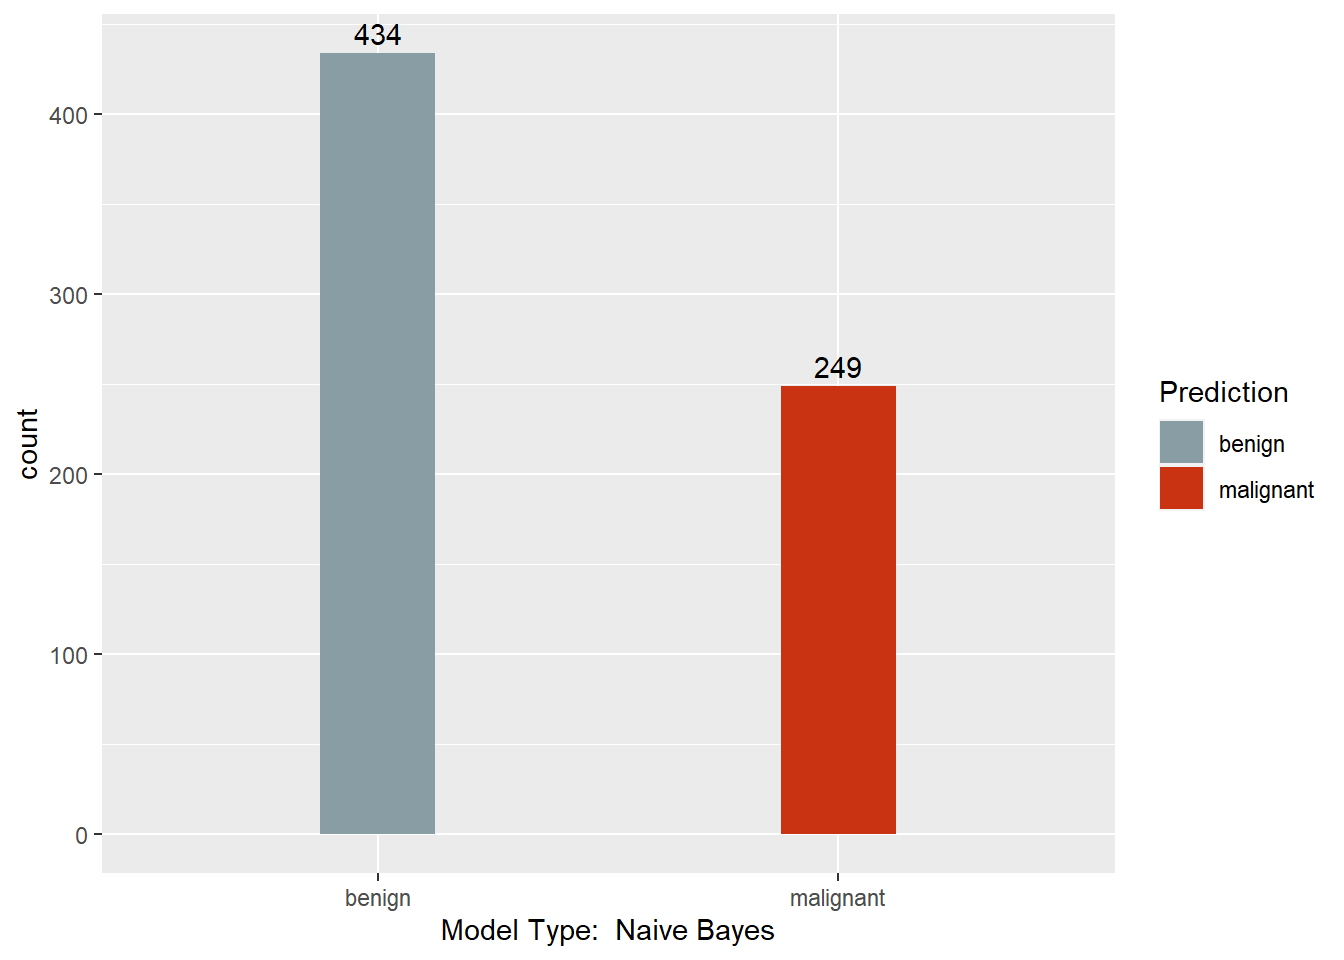 434
249
400
300
200
100
0
count
benign
malignant
Model Type:  Naive Bayes
Prediction
benign
malignant